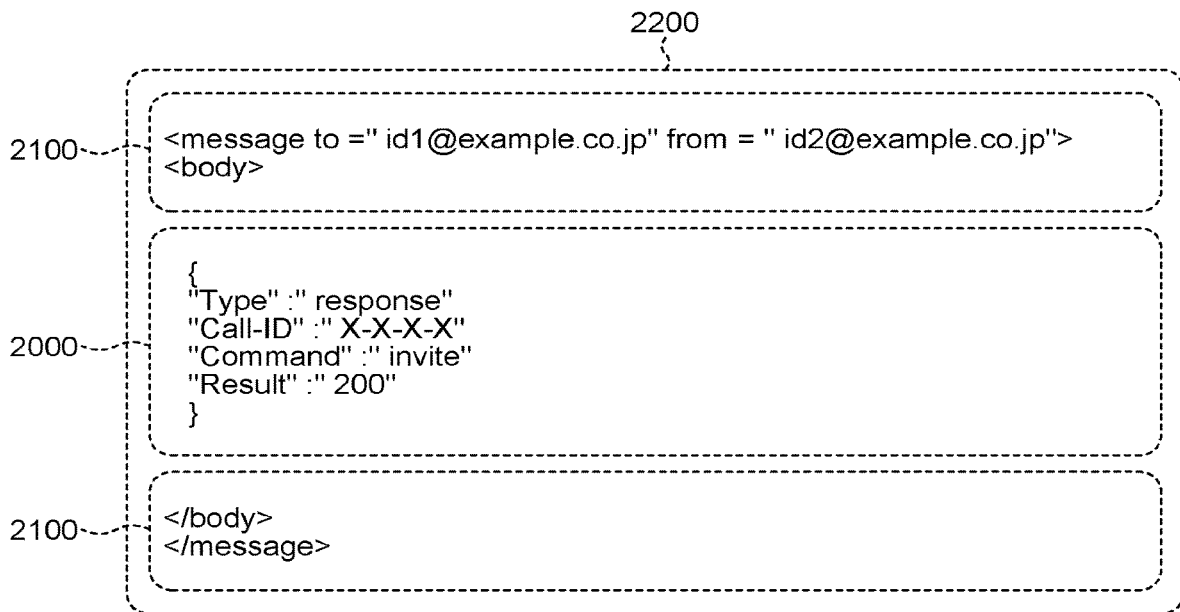 2200
2100
<message to =" id1@example.co.jp" from = " id2@example.co.jp">
<body>
2000
{
"Type" :" response"
"Call-ID" :" X-X-X-X"
"Command" :" invite"
"Result" :" 200"
}
2100
</body>
</message>